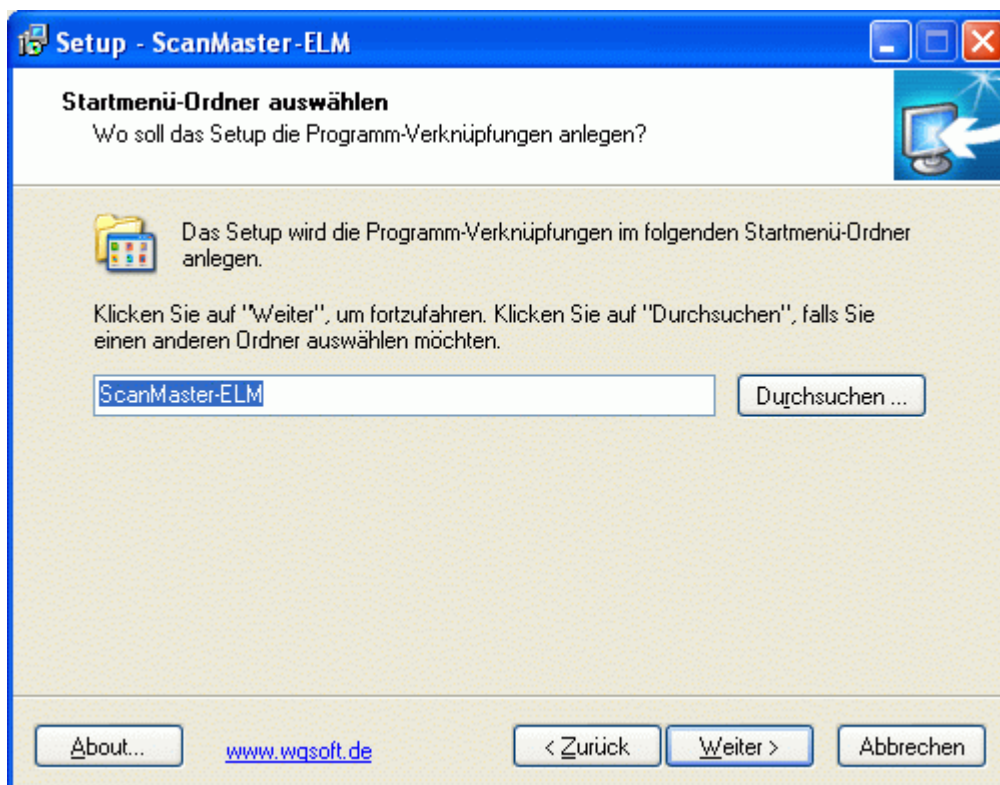 Setup - ScanMaster-ELM
Startmenü-Ordner auswählen
Wo soll das Setup die Programm-Verknüpfungen anlegen?
Das Setup wird die Programm-Verknüpfungen im folgenden Startmenü-Ordner
anlegen.
Klicken Sie auf "Weiter", um fortzufahren. Klicken Sie auf "Durchsuchen", falls Sie
einen anderen Ordner auswählen möchten.
ScanMaster-ELM
Durchsuchen ...
About...
www.wgsoft.de
< Zurück
Weiter >
Abbrechen